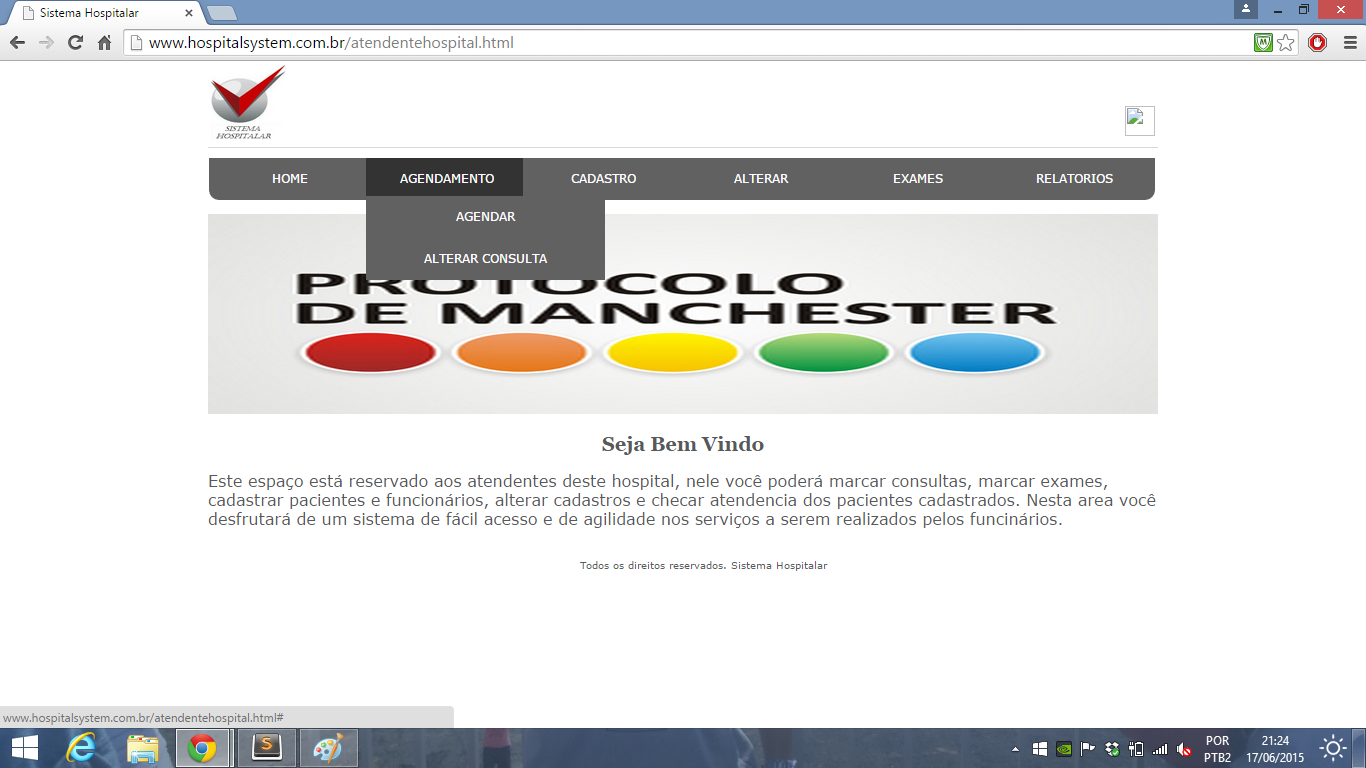 Sistema Hospitalar
www.hospitalsystem.com.br/atendentehospital.html
SISTEMA
HOSPITALAR
HOME AGENDAMENTO CADASTRO ALTERAR EXAMES RELATORIOS
AGENDAR
ALTERAR CONSULTA
PROTOCOLO
DE MANCHESTER
Seja Bem Vindo
Este espaço está reservado aos atendentes deste hospital, nele você poderá marcar consultas, marcar exames,
cadastrar pacientes e funcionários, alterar cadastros e checar atendencia dos pacientes cadastrados. Nesta area você
desfrutará de um sistema de fácil acesso e de agilidade nos serviços a serem realizados pelos funcinários.
Todos os direitos reservados. Sistema Hospitalar
www.hospitalsystem.com.br/atendentehospital.html#
POR 21:24
PTB2 17/06/2015